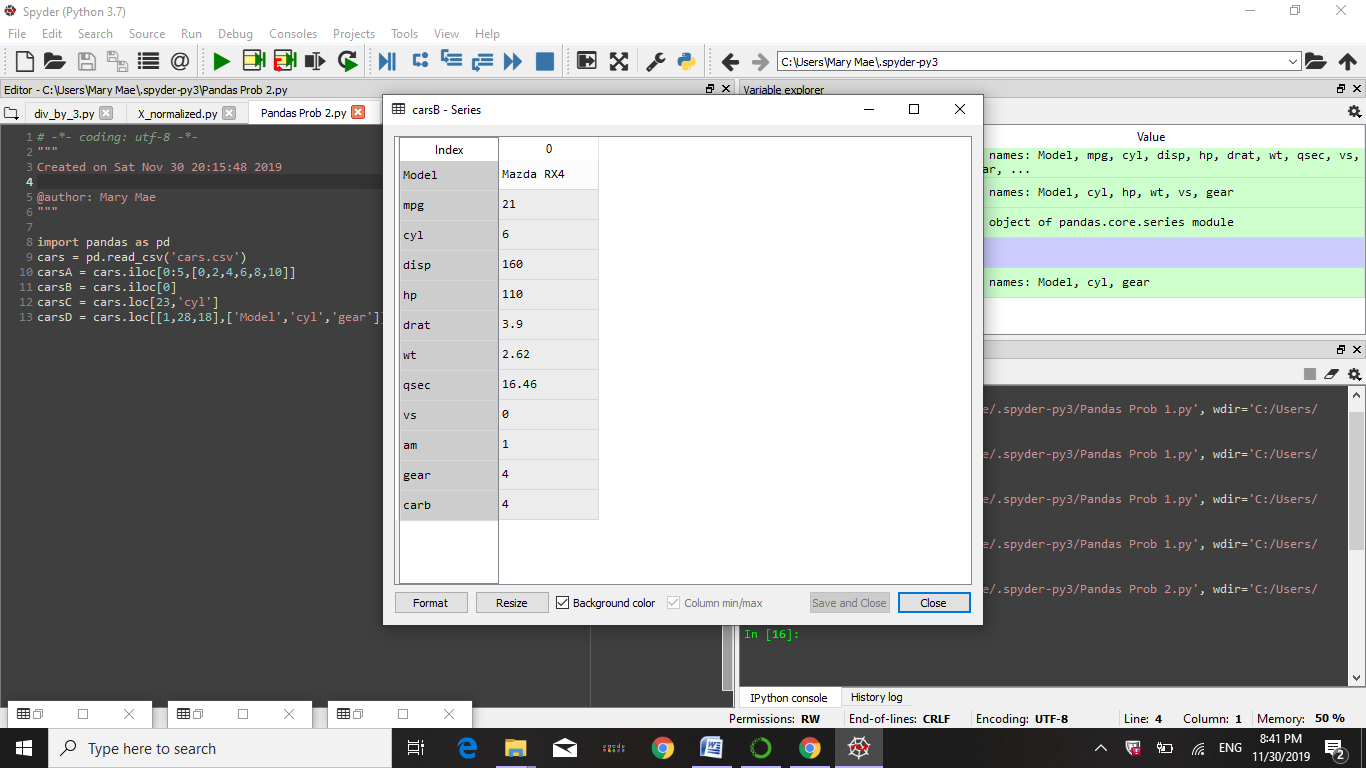 Spyder (Python 3.7)
File Edit Search Source Run Debug Consoles Projects Tools View Help
C:\Users\Mary Mae\.spyder-py3
Editor - C:\Users\Mary Mae\.spyder-py3\Pandas Prob 2.py
div_by_3.py X_normalized.py Pandas Prob 2.py
1 # -*- coding: utf-8 -*-
2 """
3 Created on Sat Nov 30 20:15:48 2019
4
5 @author: Mary Mae
6 """
7
8 import pandas as pd
9 cars = pd.read_csv('cars.csv')
10 carsA = cars.iloc[0:5,[0,2,4,6,8,10]]
11 carsB = cars.iloc[0]
12 carsC = cars.loc[23,'cyl']
13 carsD = cars.loc[[1,28,18],['Model','cyl','gear']]
carsB - Series
Index 0
Model Mazda RX4
mpg 21
cyl 6
disp 160
hp 110
drat 3.9
wt 2.62
qsec 16.46
vs 0
am 1
gear 4
carb 4
Format Resize Background color Column min/max Save and Close Close
Variable explorer
Value
names: Model, mpg, cyl, disp, hp, drat, wt, qsec, vs,
ar, ...
names: Model, cyl, hp, wt, vs, gear
object of pandas.core.series module
names: Model, cyl, gear
e/.spyder-py3/Pandas Prob 1.py', wdir='C:/Users/
e/.spyder-py3/Pandas Prob 1.py', wdir='C:/Users/
e/.spyder-py3/Pandas Prob 1.py', wdir='C:/Users/
e/.spyder-py3/Pandas Prob 1.py', wdir='C:/Users/
e/.spyder-py3/Pandas Prob 2.py', wdir='C:/Users/
In [16]:
IPython console History log
Permissions: RW End-of-lines: CRLF Encoding: UTF-8 Line: 4 Column: 1 Memory: 50 %
Type here to search
ENG
8:41 PM
11/30/2019
2